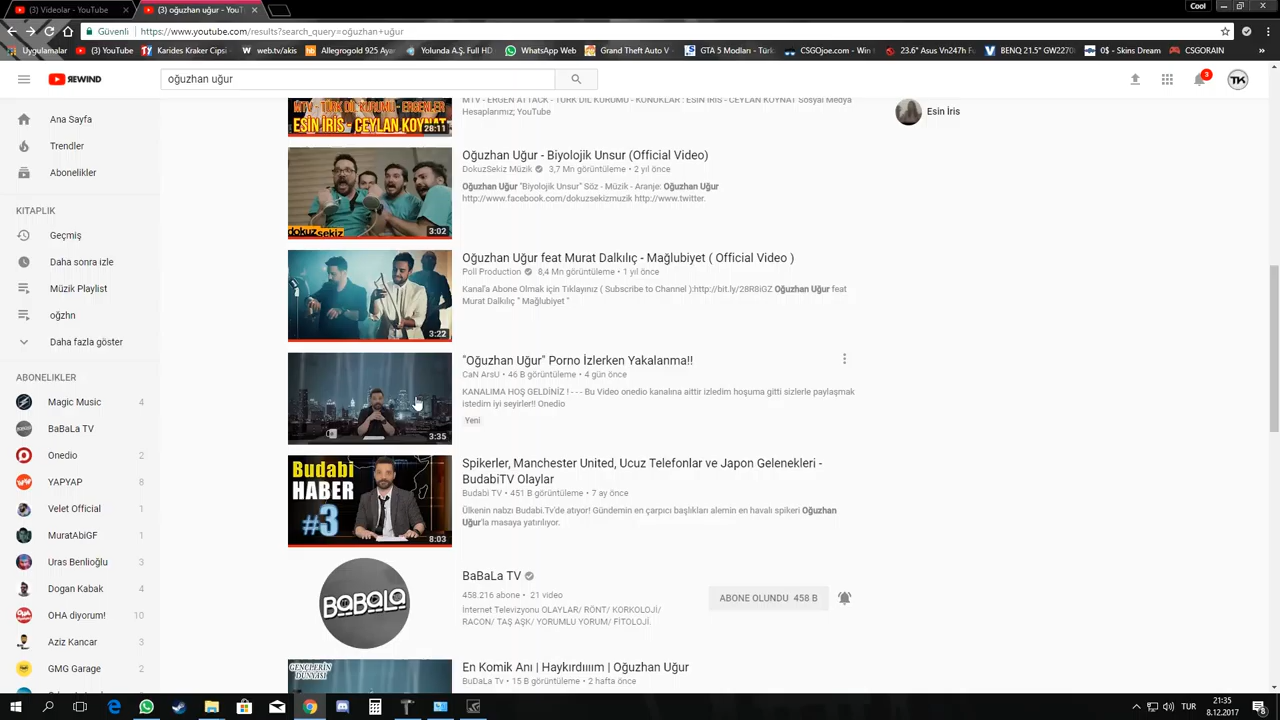 (3) Videolar - YouTube
(3) oğuzhan uğur - YouT
Cool
Güvenli
https://www.youtube.com/results?search_query=oğuzhan+uğur
Uygulamalar
(3) YouTube
Karides Kraker Cipsi -
web.tv/akis
Allegrogold 925 Ayar
Yolunda A.Ş. Full HD
WhatsApp Web
Grand Theft Auto V -
GTA 5 Modları - Türk
CSGOJoe.com - Win
23.6" Asus Vn247h Fu
BENQ 21.5" GW2270
0$ - Skins Dream
CSGORAIN
REWIND
oğuzhan uğur
3
TK
Ana Sayfa
Trendler
Abonelikler
KITAPLIK
Geçmiş
Daha sonra izle
Müzik Playlist
oğzhn
Daha fazla göster
ABONELIKLER
Magic Music 4
BaBaLa TV
Onedio 2
YAPYAP 8
Velet Official 1
MuratAbiGF 1
Uras Benlioğlu 3
Dogan Kabak 4
OHA diyorum! 10
Aziz Kancar 3
GMG Garage 2
MTV - TÜRK DİL KURUMU - ERGENLER
ESİN İRİS - CEYLAN KOYNAT
28:11
MTV - ERGEN ATTACK - TÜRK DİL KURUMU - KONUKLAR : ESİN İRİS - CEYLAN KOYNAT Sosyal Medya
Hesaplarımız; YouTube
Esin İris
dokuz sekiz
3:02
Oğuzhan Uğur - Biyolojik Unsur (Official Video)
DokuzSekiz Müzik 3,7 Mn görüntüleme • 2 yıl önce
Oğuzhan Uğur "Biyolojik Unsur" Söz - Müzik - Aranje: Oğuzhan Uğur
http://www.facebook.com/dokuzsekizmuzik http://www.twitter.
3:22
Oğuzhan Uğur feat Murat Dalkılıç - Mağlubiyet ( Official Video )
Poll Production 8,4 Mn görüntüleme • 1 yıl önce
Kanal'a Abone Olmak için Tıklayınız ( Subscribe to Channel ):http://bit.ly/28R8iGZ Oğuzhan Uğur feat
Murat Dalkılıç " Mağlubiyet "
3:35
"Oğuzhan Uğur" Porno İzlerken Yakalanma!!
CaN ArsU • 46 B görüntüleme • 4 gün önce
KANALIMA HOŞ GELDİNİZ ! - - - Bu Video onedio kanalına aittir izledim hoşuma gitti sizlerle paylaşmak
istedim iyi seyirler!! Onedio
Yeni
Budabi
HABER
#3
8:03
Spikerler, Manchester United, Ucuz Telefonlar ve Japon Gelenekleri -
BudabiTV Olaylar
Budabi TV • 451 B görüntüleme • 7 ay önce
Ülkenin nabzı Budabi.Tv'de atıyor! Gündemin en çarpıcı başlıkları alemin en havalı spikeri Oğuzhan
Uğur'la masaya yatırılıyor.
BaBaLa
BaBaLa TV
458.216 abone • 21 video
İnternet Televizyonu OLAYLAR/ RÖNT/ KORKOLOJİ/
RACON/ TAŞ AŞK/ YORUMLU YORUM/ FİTOLOJİ.
ABONE OLUNDU 458 B
GENÇLERİN
DÜNYASI
En Komik Anı | Haykırdıııım | Oğuzhan Uğur
BuDaLa Tv • 15 B görüntüleme • 2 hafta önce
TUR
21:35
8.12.2017
8